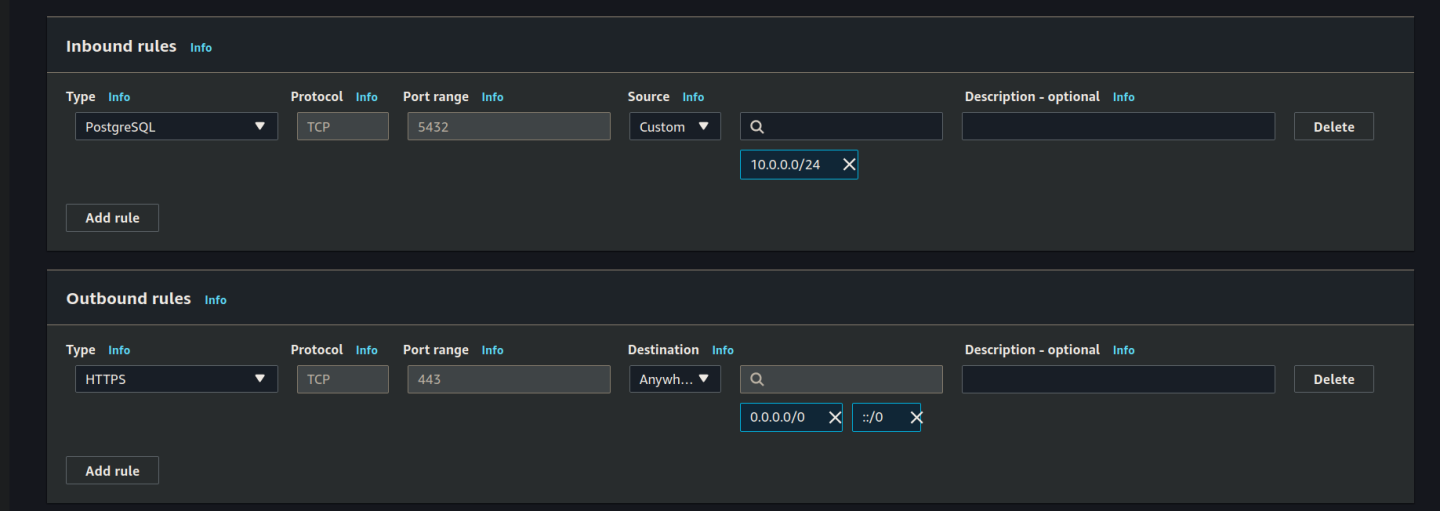 Inbound rules Info
Type Info Protocol Info Port range Info Source Info Description - optional Info
PostgreSQL TCP 5432 Custom Delete
10.0.0.0/24
Add rule
Outbound rules Info
Type Info Protocol Info Port range Info Destination Info Description - optional Info
HTTPS TCP 443 Anywh... Delete
0.0.0.0/0 ::/0
Add rule